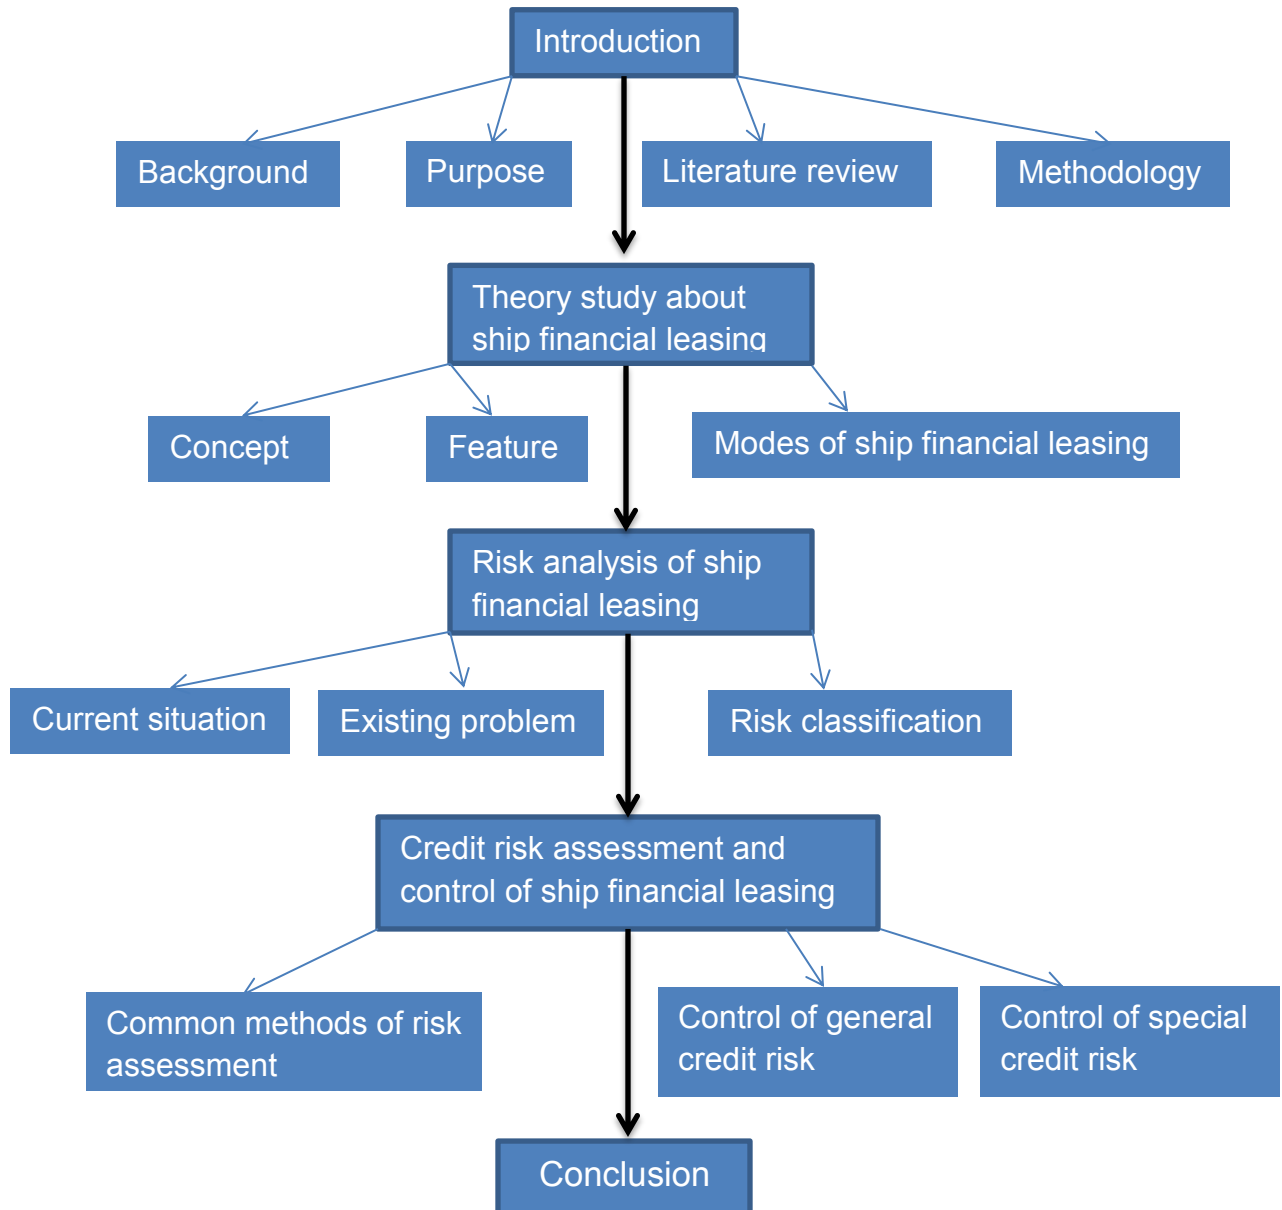 Introduction
Background
Purpose
Literature review
Methodology
Theory study about
ship financial leasing
Concept
Feature
Modes of ship financial leasing
Risk analysis of ship
financial leasing
Current situation
Existing problem
Risk classification
Credit risk assessment and
control of ship financial leasing
Common methods of risk
assessment
Control of general
credit risk
Control of special
credit risk
Conclusion